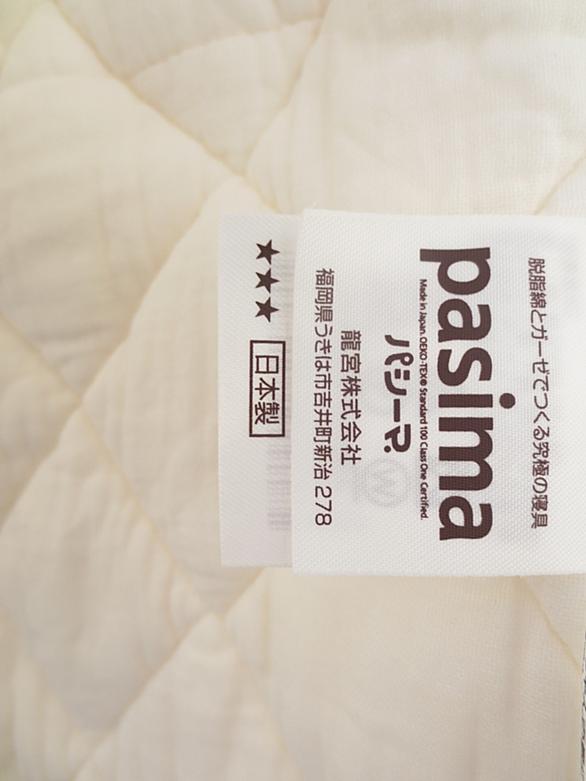 脱脂綿とガーゼでつくる究極の寝具
pasima
Made in Japan. OEKO-TEX® Standard 100 Class One Certified.
パシーマ®
龍宮株式会社
福岡県うきは市吉井町新治 278
★★★ 日本製